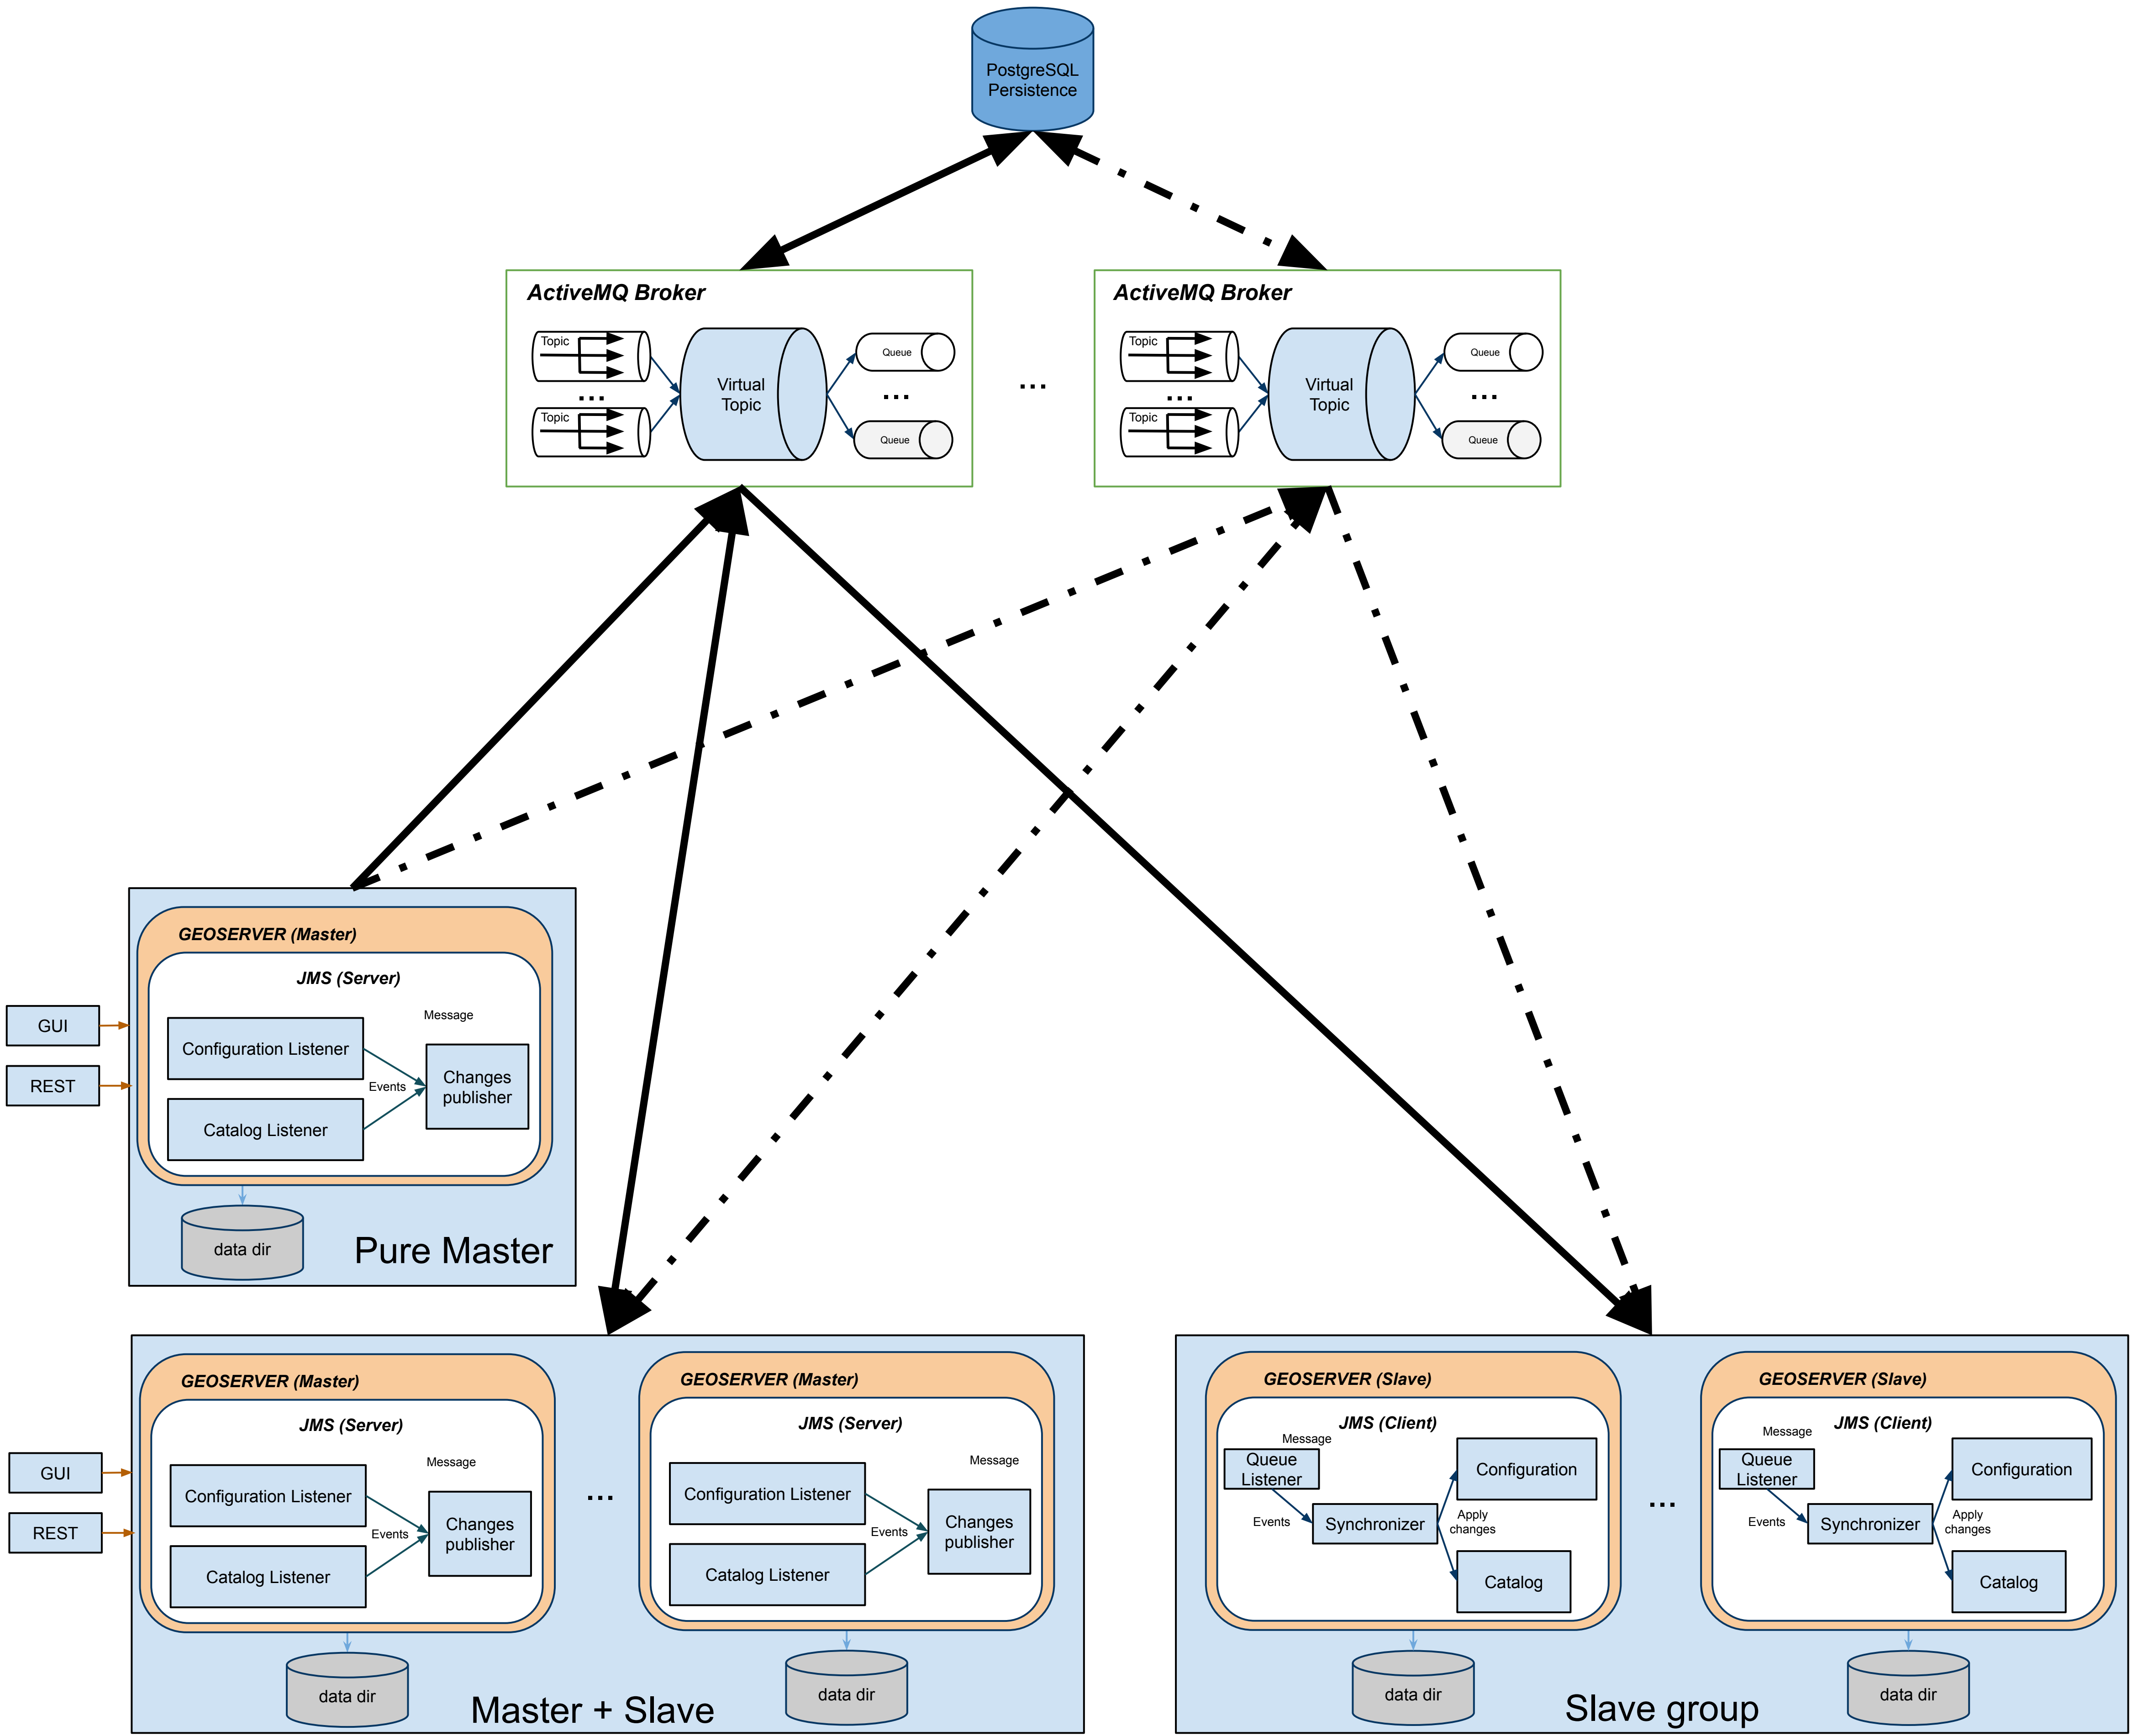 PostgreSQL
Persistence
ActiveMQ Broker
Topic
...
Topic
Virtual
Topic
Queue
...
Queue
...
ActiveMQ Broker
Topic
...
Topic
Virtual
Topic
Queue
...
Queue
GUI
REST
GEOSERVER (Master)
JMS (Server)
Message
Configuration Listener
Events
Changes
publisher
Catalog Listener
data dir
Pure Master
GUI
REST
GEOSERVER (Master)
JMS (Server)
Message
Configuration Listener
Events
Changes
publisher
Catalog Listener
data dir
...
GEOSERVER (Master)
JMS (Server)
Message
Configuration Listener
Events
Changes
publisher
Catalog Listener
data dir
Master + Slave
GEOSERVER (Slave)
JMS (Client)
Message
Queue
Listener
Configuration
Events
Synchronizer
Apply
changes
Catalog
data dir
...
GEOSERVER (Slave)
JMS (Client)
Message
Queue
Listener
Configuration
Events
Synchronizer
Apply
changes
Catalog
data dir
Slave group